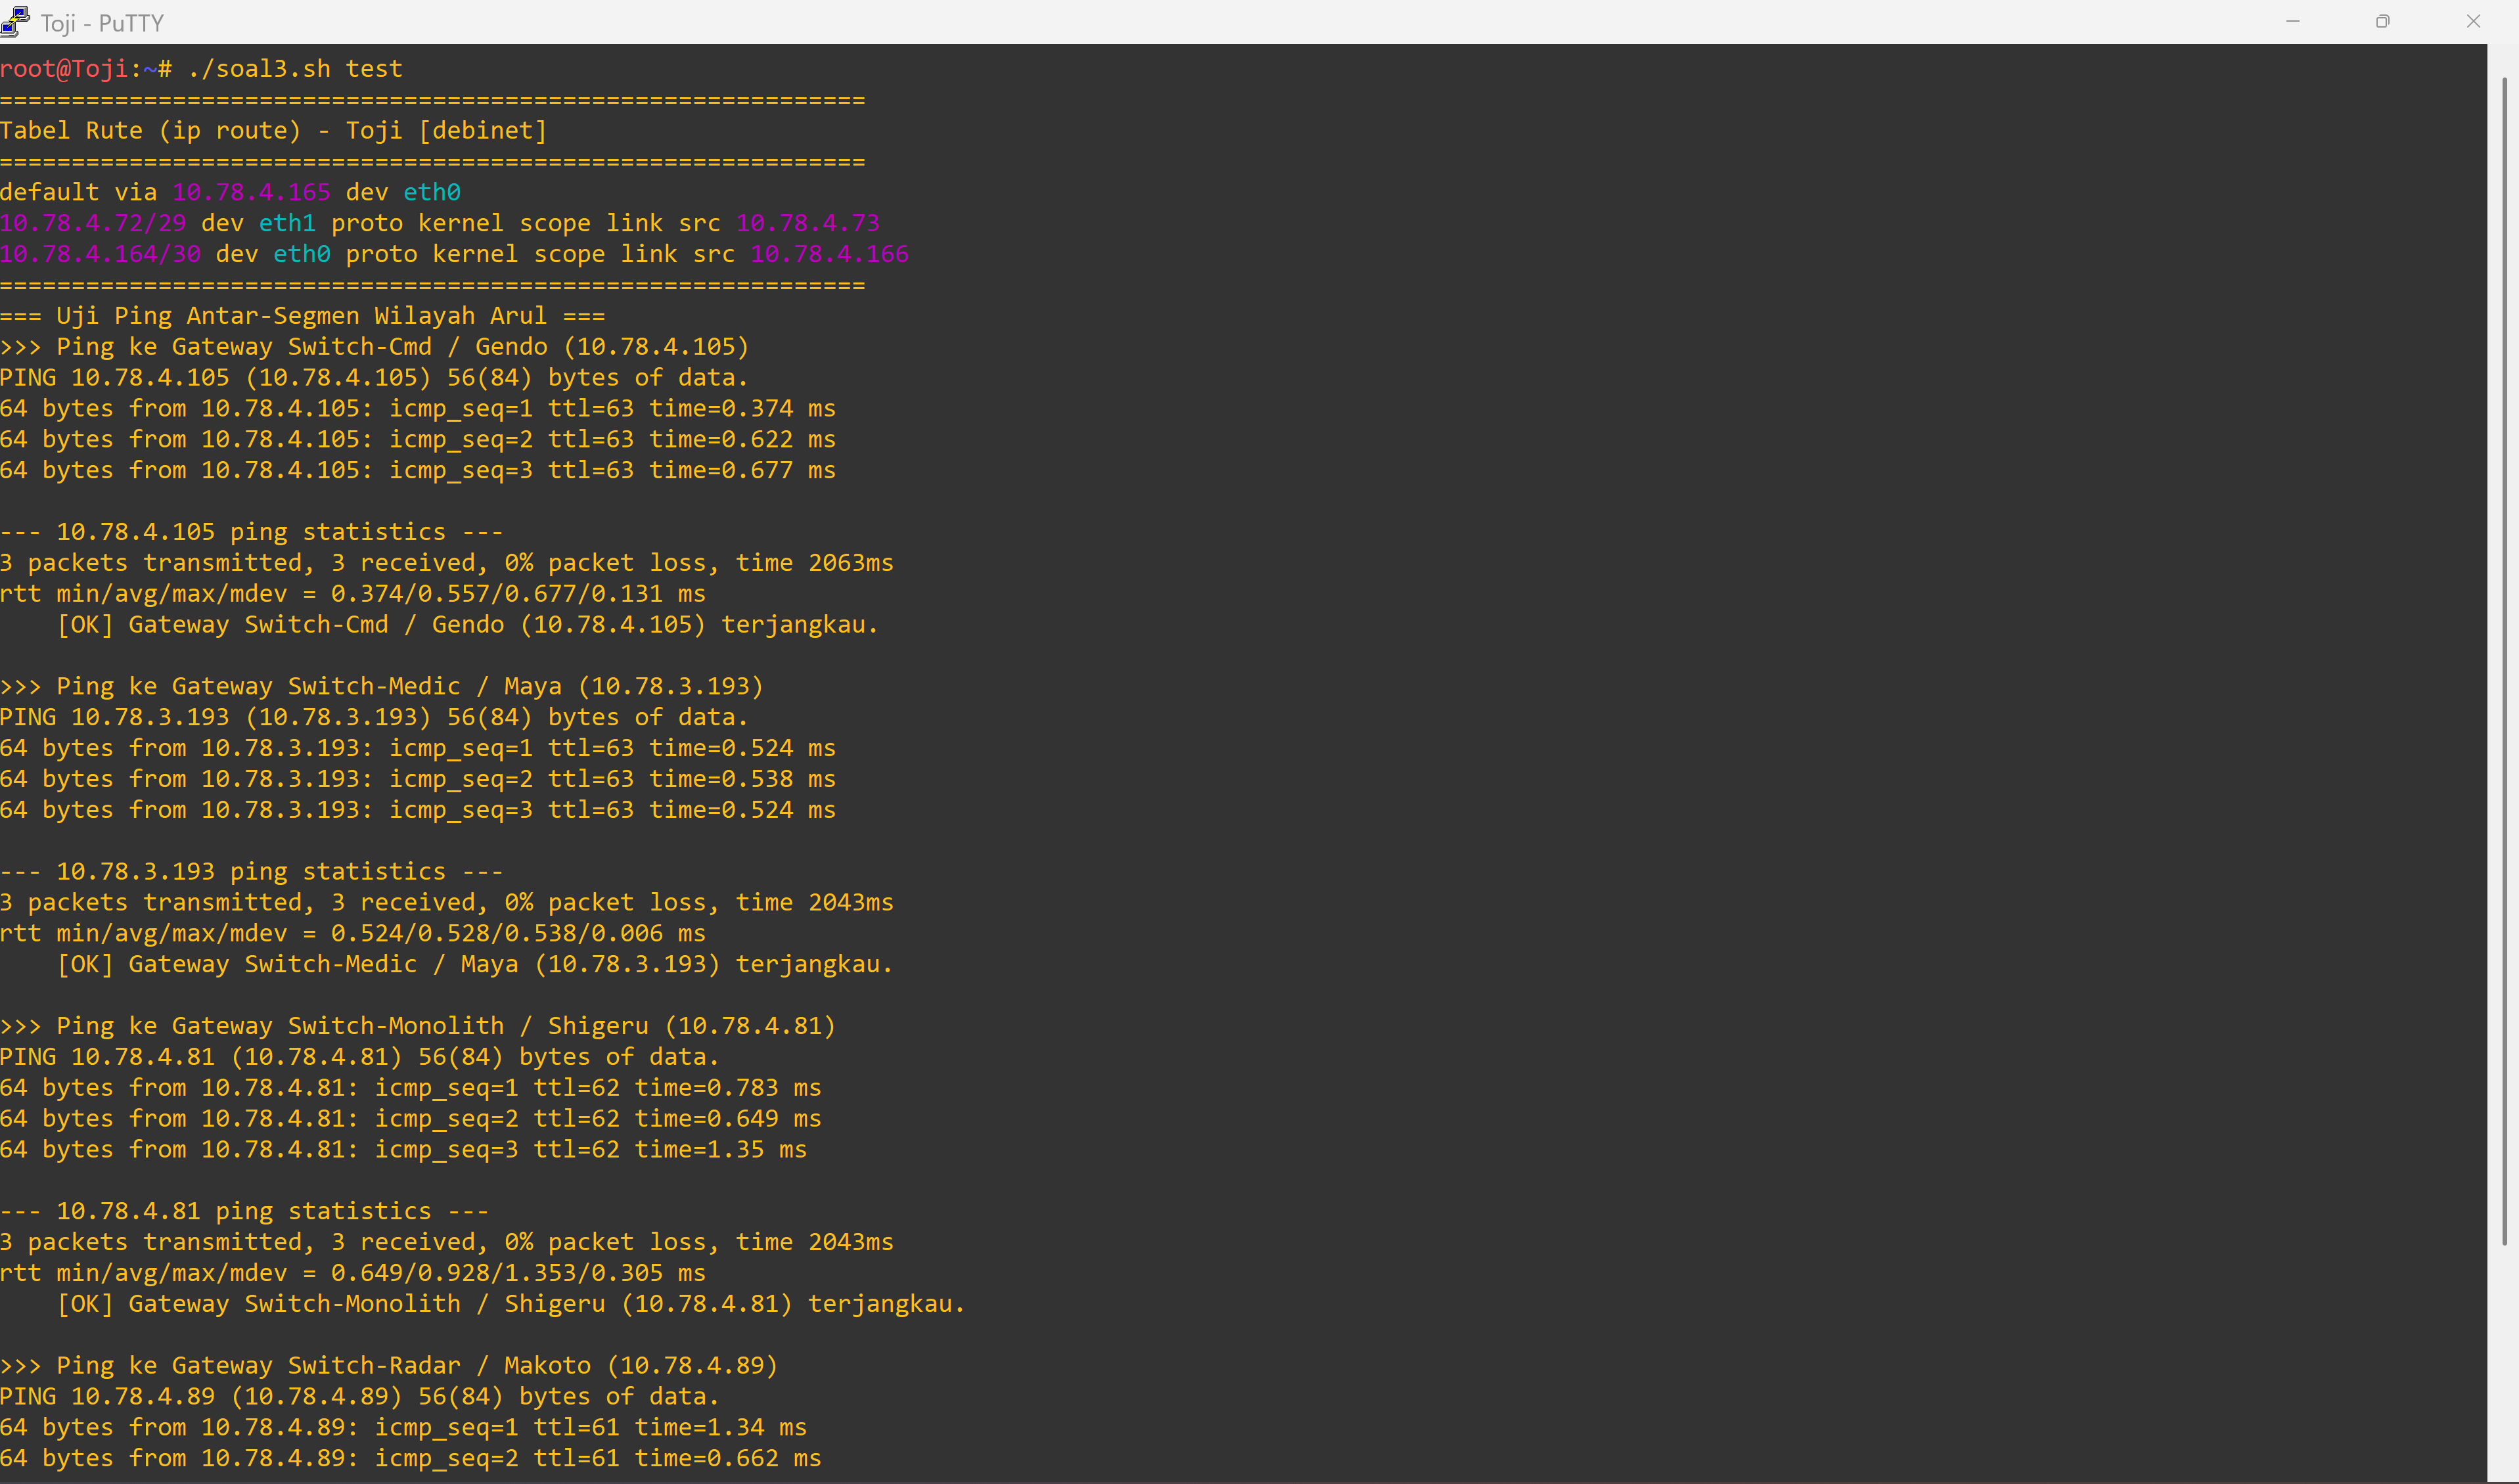 Toji - PuTTY
root@Toji:~# ./soal3.sh test
============================================================
Tabel Rute (ip route) - Toji [debinet]
============================================================
default via 10.78.4.165 dev eth0
10.78.4.72/29 dev eth1 proto kernel scope link src 10.78.4.73
10.78.4.164/30 dev eth0 proto kernel scope link src 10.78.4.166
============================================================
=== Uji Ping Antar-Segmen Wilayah Arul ===
>>> Ping ke Gateway Switch-Cmd / Gendo (10.78.4.105)
PING 10.78.4.105 (10.78.4.105) 56(84) bytes of data.
64 bytes from 10.78.4.105: icmp_seq=1 ttl=63 time=0.374 ms
64 bytes from 10.78.4.105: icmp_seq=2 ttl=63 time=0.622 ms
64 bytes from 10.78.4.105: icmp_seq=3 ttl=63 time=0.677 ms

--- 10.78.4.105 ping statistics ---
3 packets transmitted, 3 received, 0% packet loss, time 2063ms
rtt min/avg/max/mdev = 0.374/0.557/0.677/0.131 ms
    [OK] Gateway Switch-Cmd / Gendo (10.78.4.105) terjangkau.

>>> Ping ke Gateway Switch-Medic / Maya (10.78.3.193)
PING 10.78.3.193 (10.78.3.193) 56(84) bytes of data.
64 bytes from 10.78.3.193: icmp_seq=1 ttl=63 time=0.524 ms
64 bytes from 10.78.3.193: icmp_seq=2 ttl=63 time=0.538 ms
64 bytes from 10.78.3.193: icmp_seq=3 ttl=63 time=0.524 ms

--- 10.78.3.193 ping statistics ---
3 packets transmitted, 3 received, 0% packet loss, time 2043ms
rtt min/avg/max/mdev = 0.524/0.528/0.538/0.006 ms
    [OK] Gateway Switch-Medic / Maya (10.78.3.193) terjangkau.

>>> Ping ke Gateway Switch-Monolith / Shigeru (10.78.4.81)
PING 10.78.4.81 (10.78.4.81) 56(84) bytes of data.
64 bytes from 10.78.4.81: icmp_seq=1 ttl=62 time=0.783 ms
64 bytes from 10.78.4.81: icmp_seq=2 ttl=62 time=0.649 ms
64 bytes from 10.78.4.81: icmp_seq=3 ttl=62 time=1.35 ms

--- 10.78.4.81 ping statistics ---
3 packets transmitted, 3 received, 0% packet loss, time 2043ms
rtt min/avg/max/mdev = 0.649/0.928/1.353/0.305 ms
    [OK] Gateway Switch-Monolith / Shigeru (10.78.4.81) terjangkau.

>>> Ping ke Gateway Switch-Radar / Makoto (10.78.4.89)
PING 10.78.4.89 (10.78.4.89) 56(84) bytes of data.
64 bytes from 10.78.4.89: icmp_seq=1 ttl=61 time=1.34 ms
64 bytes from 10.78.4.89: icmp_seq=2 ttl=61 time=0.662 ms